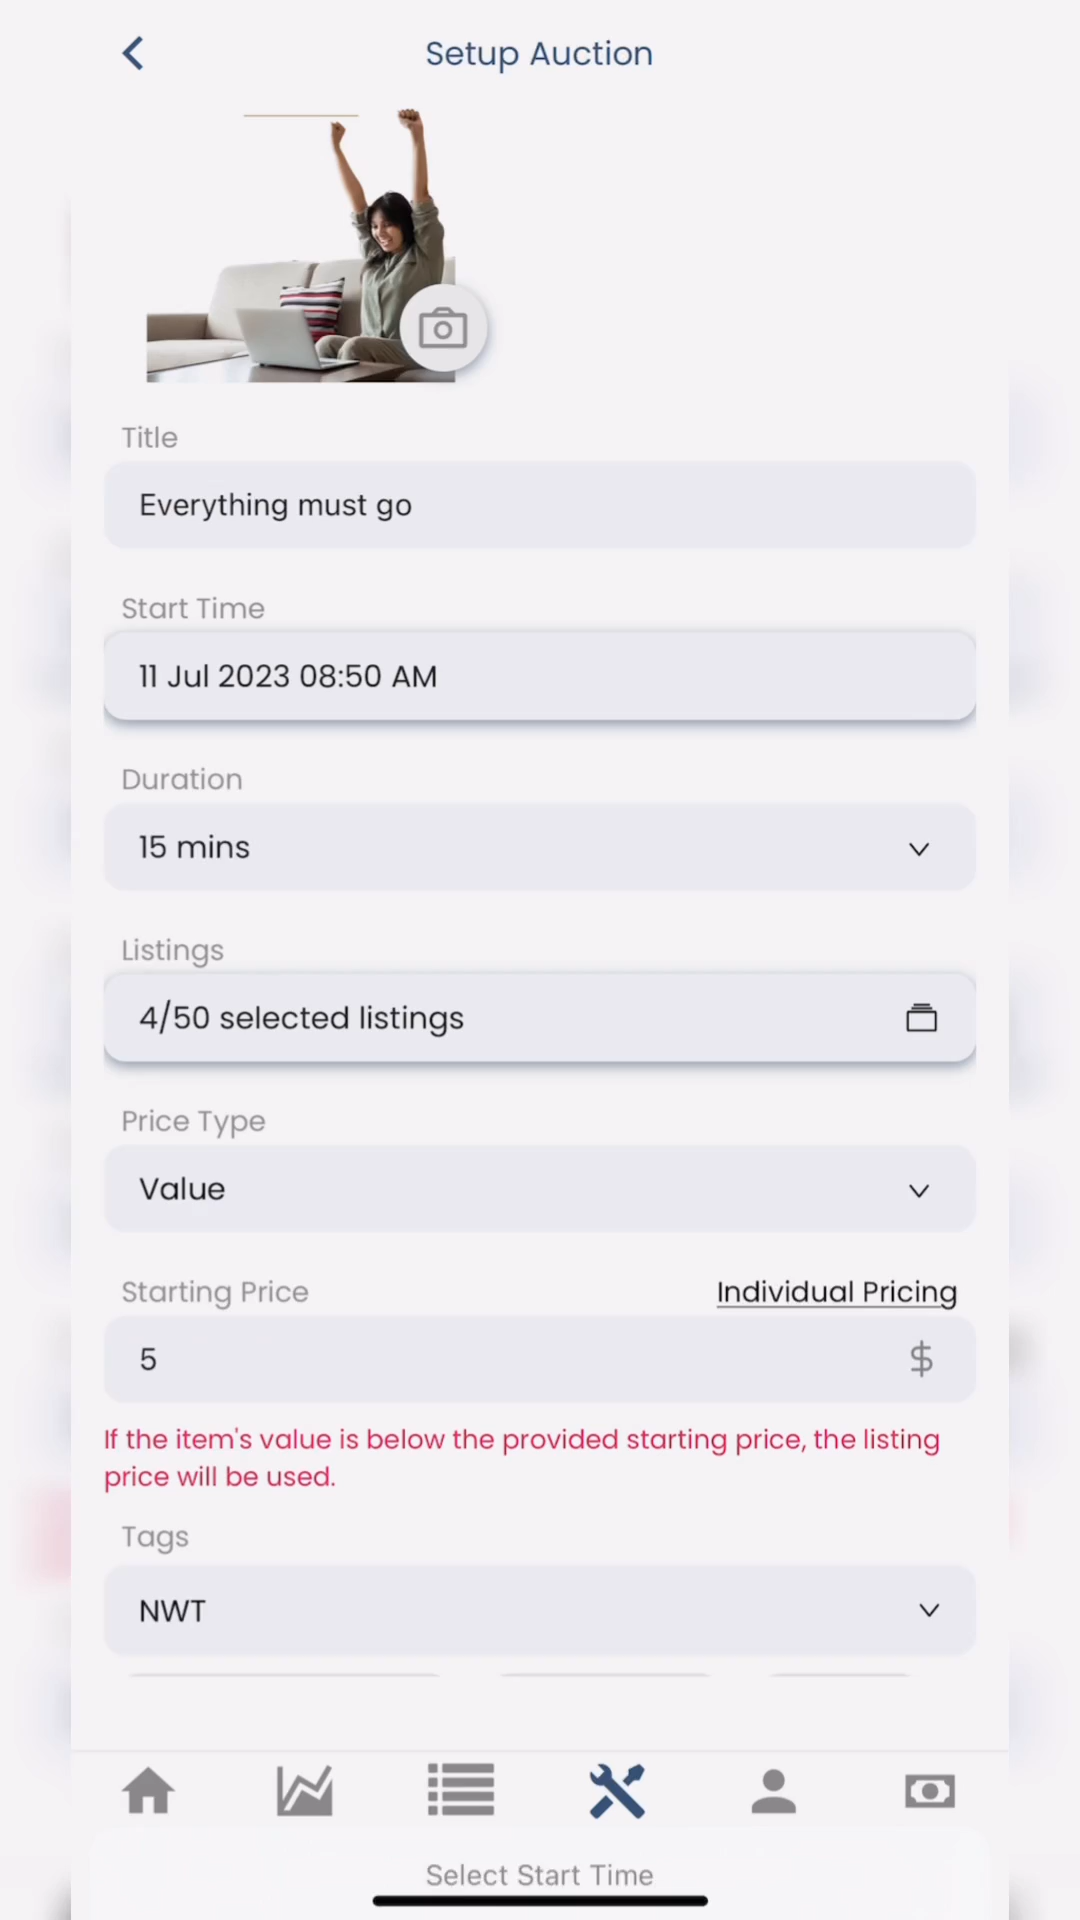 Setup Auction
Title
Everything must go
Start Time
11 Jul 2023 08:50 AM
Duration
15 mins
Listings
4/50 selected listings
Price Type
Value
Starting Price
Individual Pricing
5
$
If the item's value is below the provided starting price, the listing
price will be used.
Tags
NWT
Select Start Time